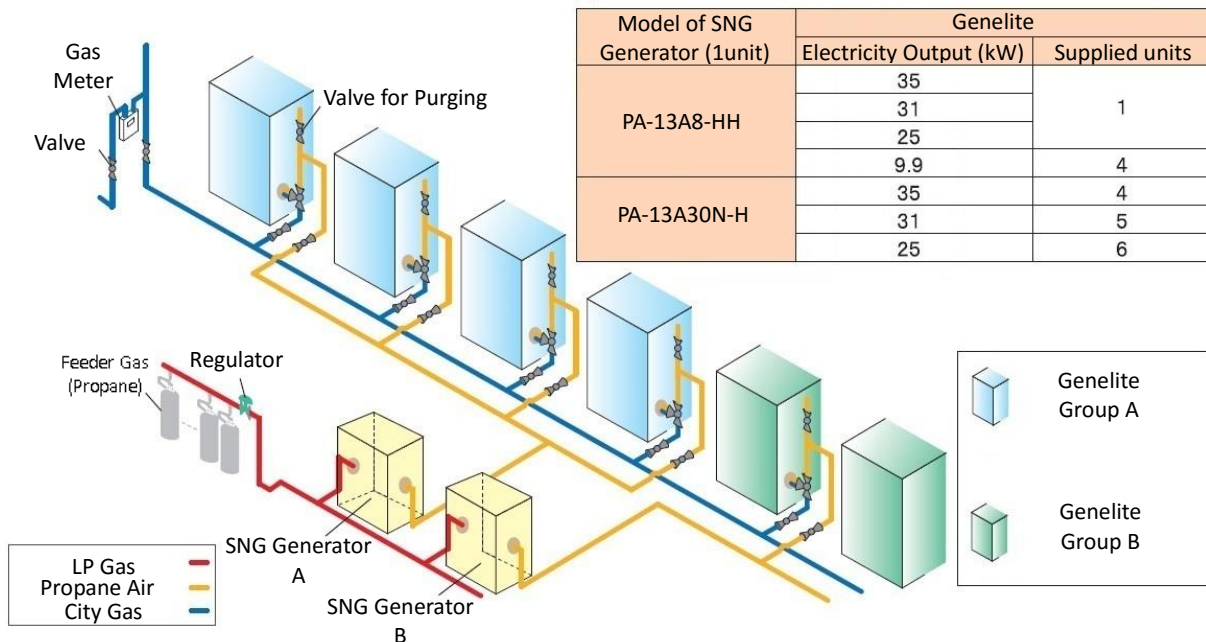 Model of SNG
Generator (1unit)
Genelite
Electricity Output (kW)
Supplied units
PA-13A8-HH
35
31
25
1
9.9
4
PA-13A30N-H
35
4
31
5
25
6
Gas
Meter
Valve
Valve for Purging
Feeder Gas
(Propane)
Regulator
SNG Generator
A
SNG Generator
B
LP Gas
Propane Air
City Gas
Genelite
Group A
Genelite
Group B